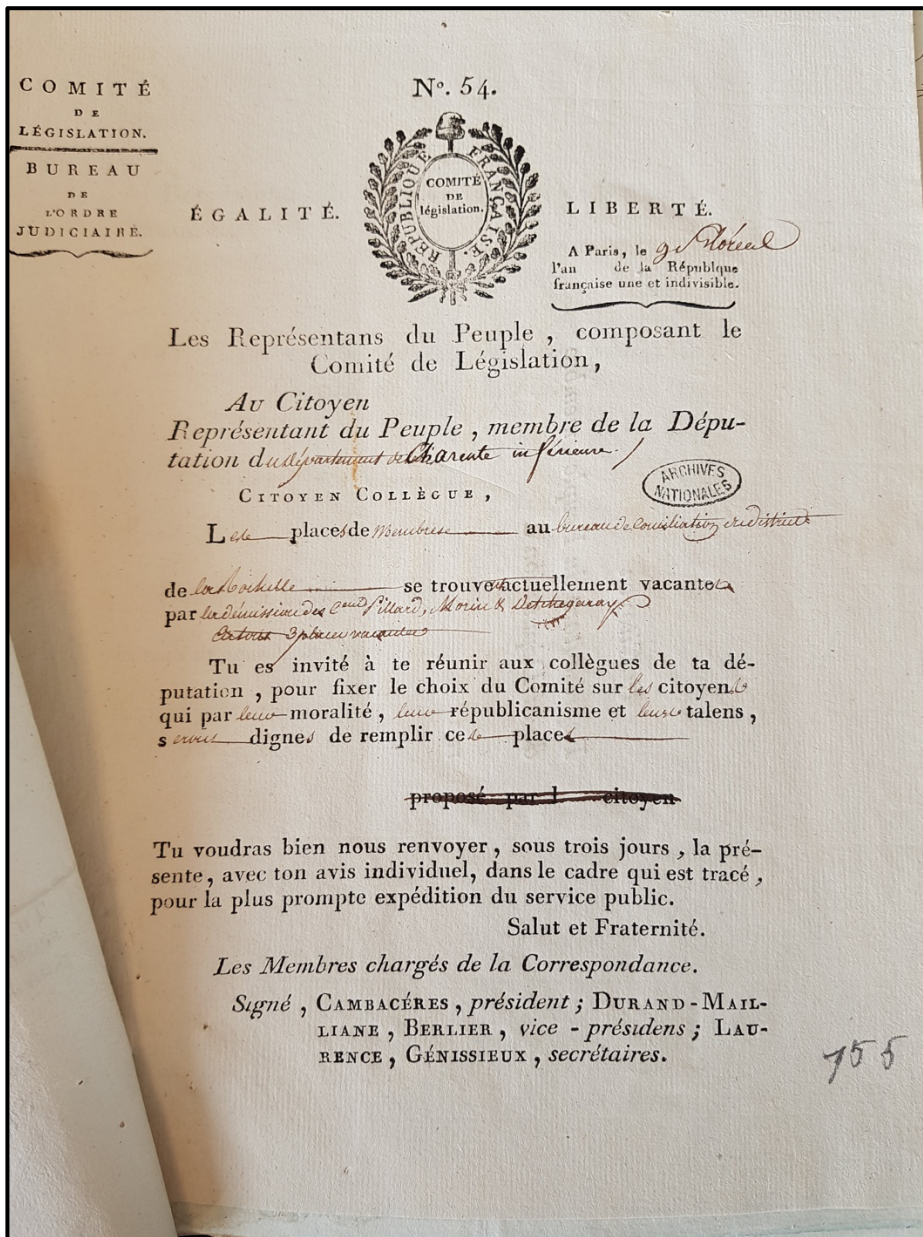 COMITÉ
DE
LÉGISLATION.
BUREAU
DE
L'ORDRE
JUDICIAIRE.
Nº. 54.
RÉPUBLIQUE FRANÇAISE.
COMITÉ
DE
législation.
ÉGALITÉ.
LIBERTÉ.
A Paris, le 9 floréal
l'an de la Républque
française une et indivisible.
Les Représentans du Peuple, composant le
Comité de Législation,
Au Citoyen
Représentant du Peuple, membre de la Dépu-
tation du département de Charente inférieure
ARCHIVES
NATIONALES
CITOYEN COLLÈGUE,
Les places de Membres au bureau de conciliation du district
de la Rochelle se trouvent actuellement vacantes
par la démission des Cens Pillard, Morin &
3 places vacantes
Tu es invité à te réunir aux collègues de ta dé-
putation, pour fixer le choix du Comité sur les citoyens
qui par leur moralité, leur républicanisme et leurs talens,
seront dignes de remplir ces places
proposé par l citoyen
Tu voudras bien nous renvoyer, sous trois jours, la pré-
sente, avec ton avis individuel, dans le cadre qui est tracé,
pour la plus prompte expédition du service public.
Salut et Fraternité.
Les Membres chargés de la Correspondance.
Signé, CAMBACÉRES, président; DURAND-MAIL-
LIANE, BERLIER, vice-présidens; LAU-
RENCE, GÉNISSIEUX, secrétaires.
155